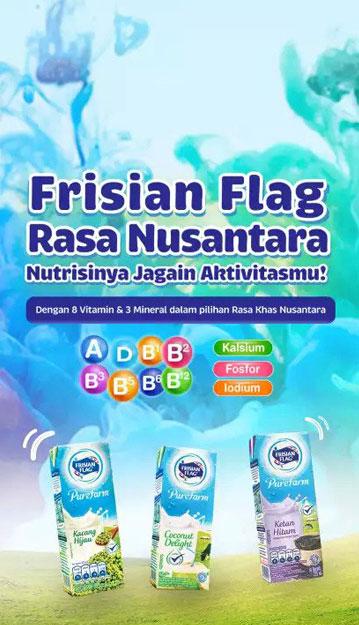 Frisian Flag
Rasa Nusantara
Nutrisinya Jagain Aktivitasmu!
Dengan 8 Vitamin & 3 Mineral dalam pilihan Rasa Khas Nusantara
A D B1 B2 Kalsium
B3 B5 B6 B12 Fosfor
Iodium
FRISIAN FLAG
Purefarm
Kacang Hijau
FRISIAN FLAG
Purefarm
Coconut Delight
FRISIAN FLAG
Purefarm
Ketan Hitam